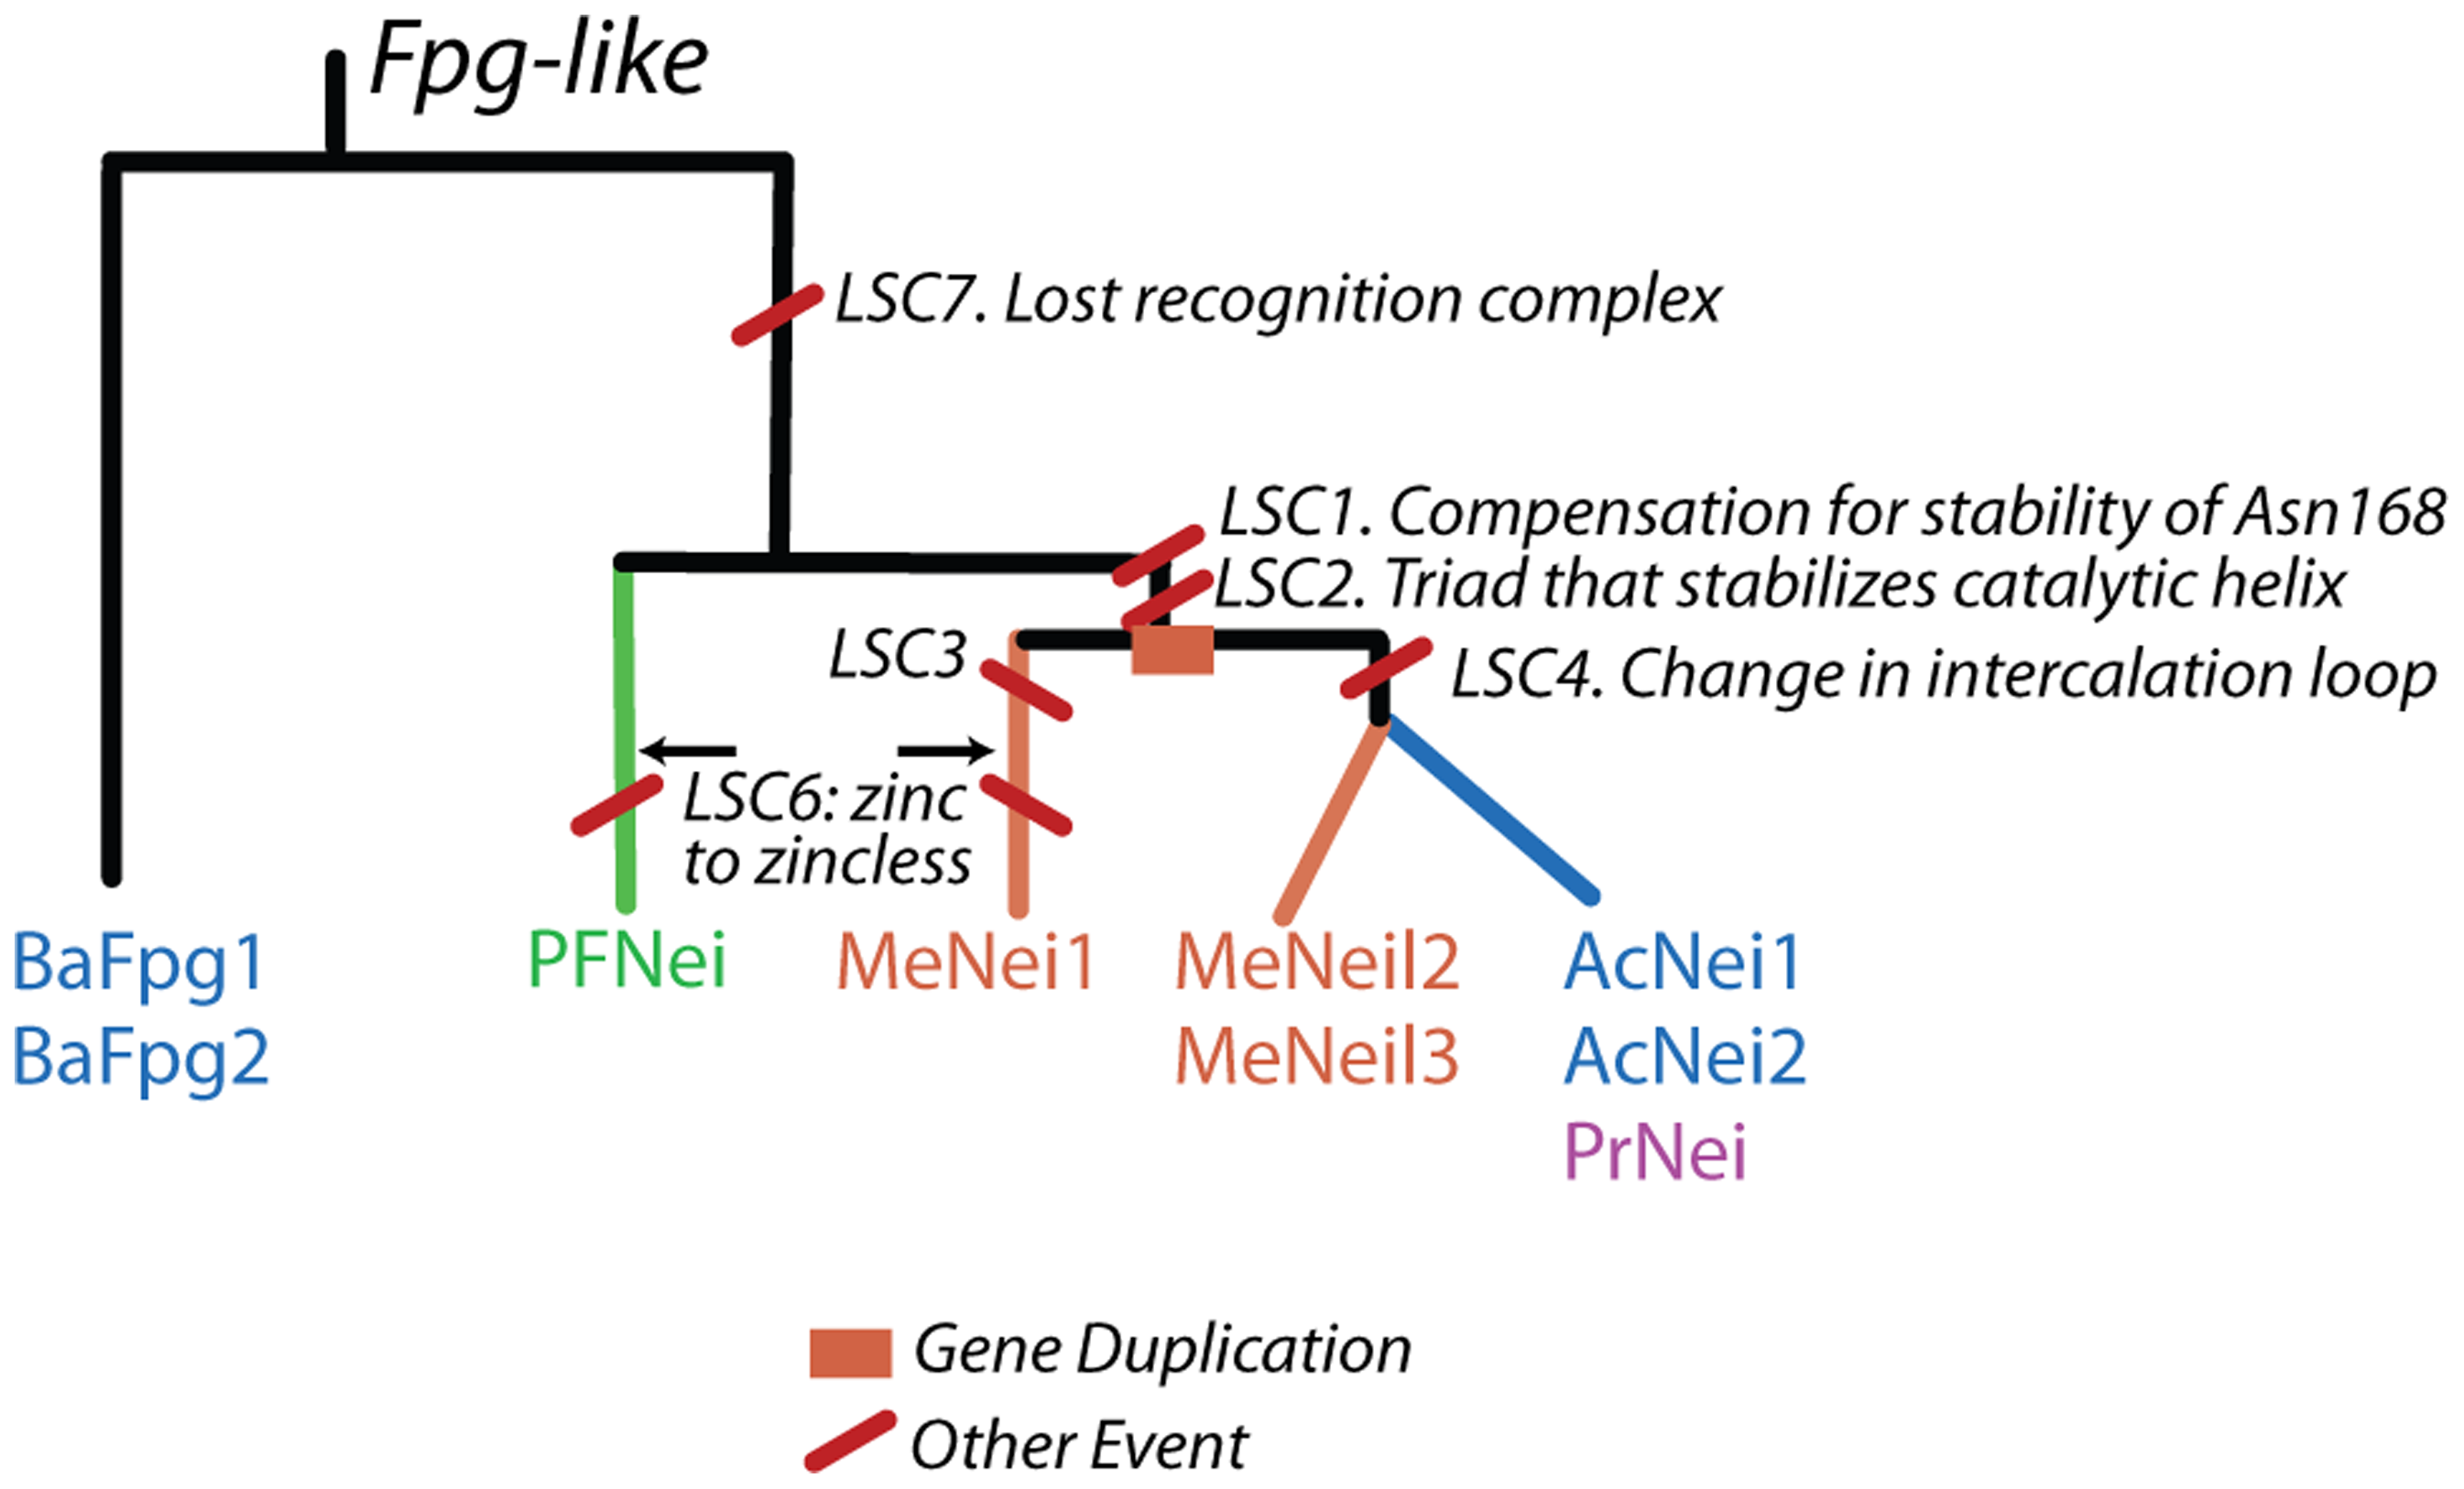 Fpg-like
LSC7. Lost recognition complex
LSC1. Compensation for stability of Asn168
LSC2. Triad that stabilizes catalytic helix
LSC3
LSC4. Change in intercalation loop
LSC6: zinc
to zincless
BaFpg1
BaFpg2
PFNei
MeNei1
MeNeil2
MeNeil3
AcNei1
AcNei2
PrNei
Gene Duplication
Other Event